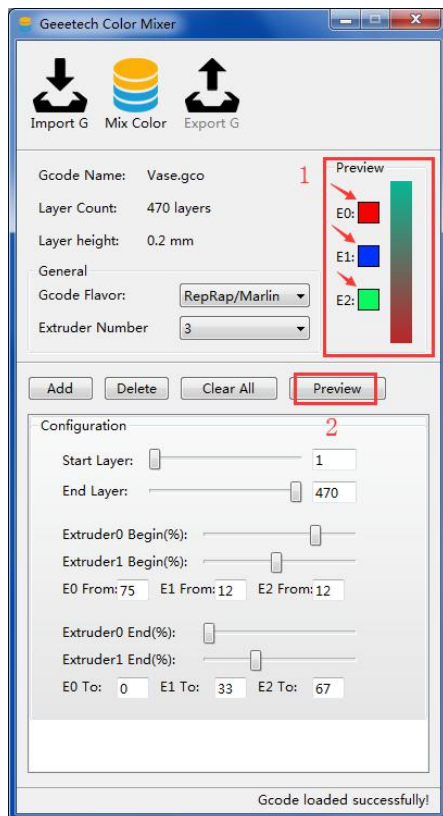 Geeetech Color Mixer
Import G Mix Color Export G
Gcode Name: Vase.gco
Layer Count: 470 layers
Layer height: 0.2 mm
General
Gcode Flavor: RepRap/Marlin
Extruder Number 3
1
Preview
E0:
E1:
E2:
Add Delete Clear All Preview
2
Configuration
Start Layer: 1
End Layer: 470
Extruder0 Begin(%):
Extruder1 Begin(%):
E0 From: 75 E1 From: 12 E2 From: 12
Extruder0 End(%):
Extruder1 End(%):
E0 To: 0 E1 To: 33 E2 To: 67
Gcode loaded successfully!